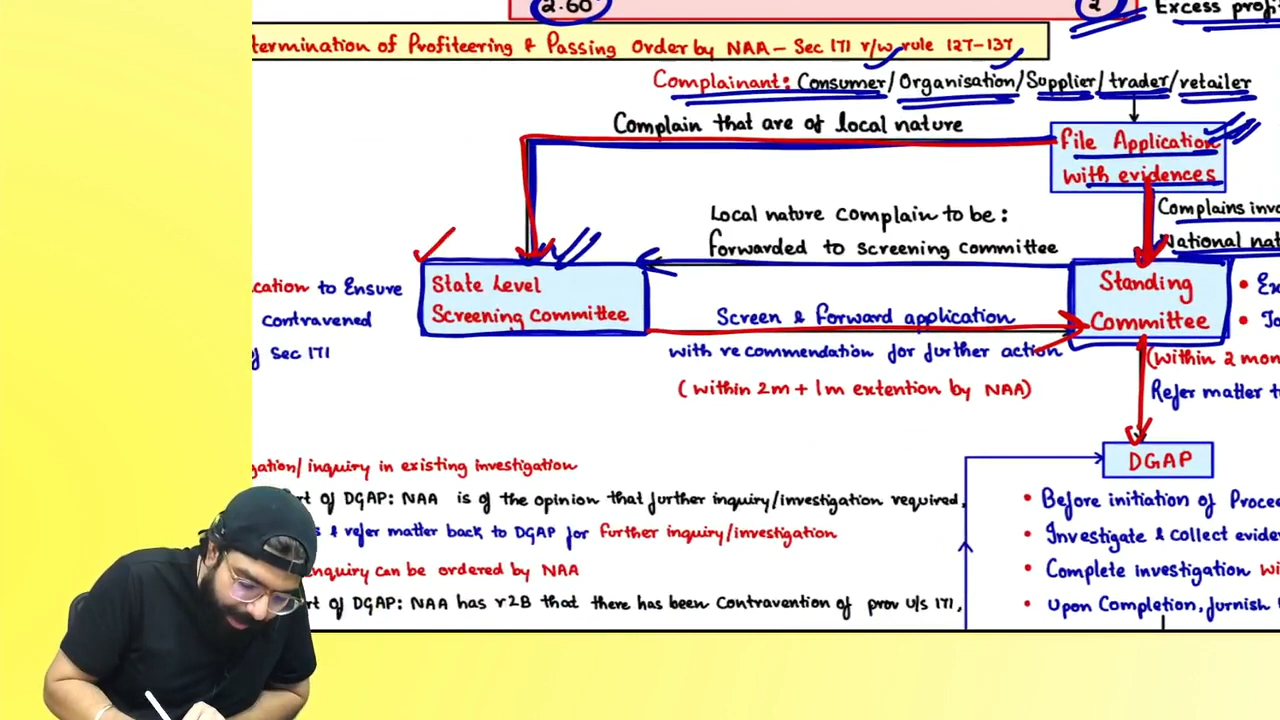 2.60
2
Excess profi
termination of Profiteering & Passing Order by NAA – Sec 171 r/w rule 127-137
Complainant: Consumer/Organisation/Supplier/trader/retailer
Complain that are of local nature
File Application
with evidences
Complains inv
National nat
Local nature complain to be:
forwarded to screening committee
State Level
Screening Committee
Standing
Committee
cation to Ensure
contravened
y Sec 171
Screen & forward application
with recommendation for further action
(within 2m + 1m extention by NAA)
• Ex
(within 2 mon
Refer matter t
DGAP
gation/inquiry in existing investigation
rt of DGAP: NAA is of the opinion that further inquiry/investigation required,
s & refer matter back to DGAP for further inquiry/investigation
enquiry can be ordered by NAA
rt of DGAP: NAA has r2B that there has been Contravention of prov u/s 171,
• Before initiation of Procee
• Investigate & collect evide
• Complete investigation wi
• Upon Completion, furnish